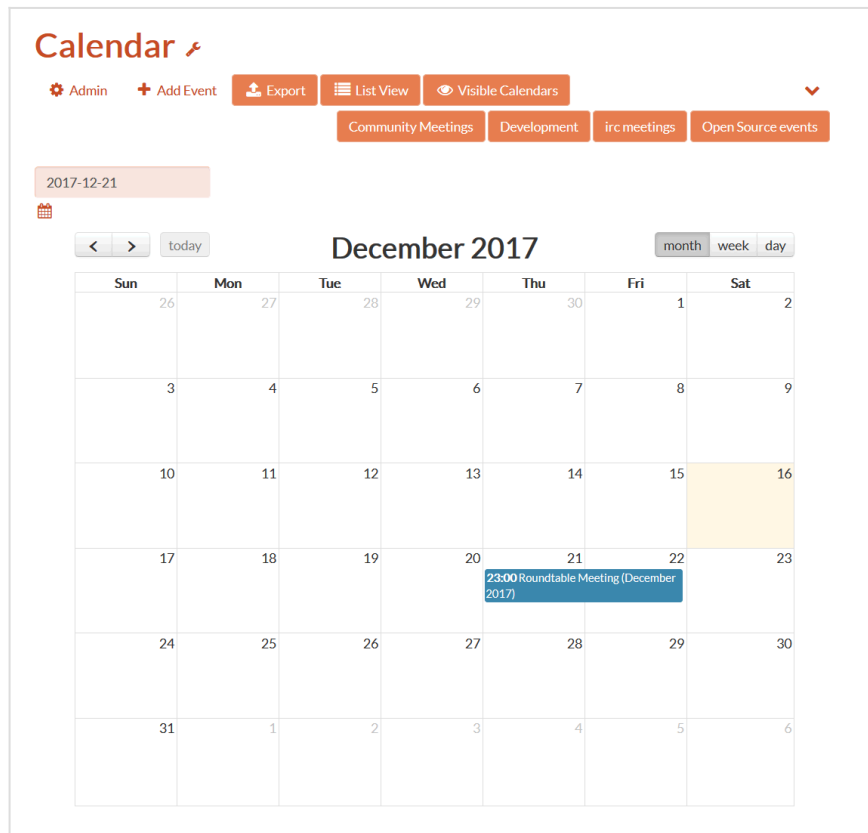 Calendar
Admin Add Event Export List View Visible Calendars
Community Meetings Development irc meetings Open Source events
2017-12-21
today December 2017 month week day
Sun Mon Tue Wed Thu Fri Sat
26 27 28 29 30 1 2
3 4 5 6 7 8 9
10 11 12 13 14 15 16
17 18 19 20 21 22 23
23:00 Roundtable Meeting (December
2017)
24 25 26 27 28 29 30
31 1 2 3 4 5 6